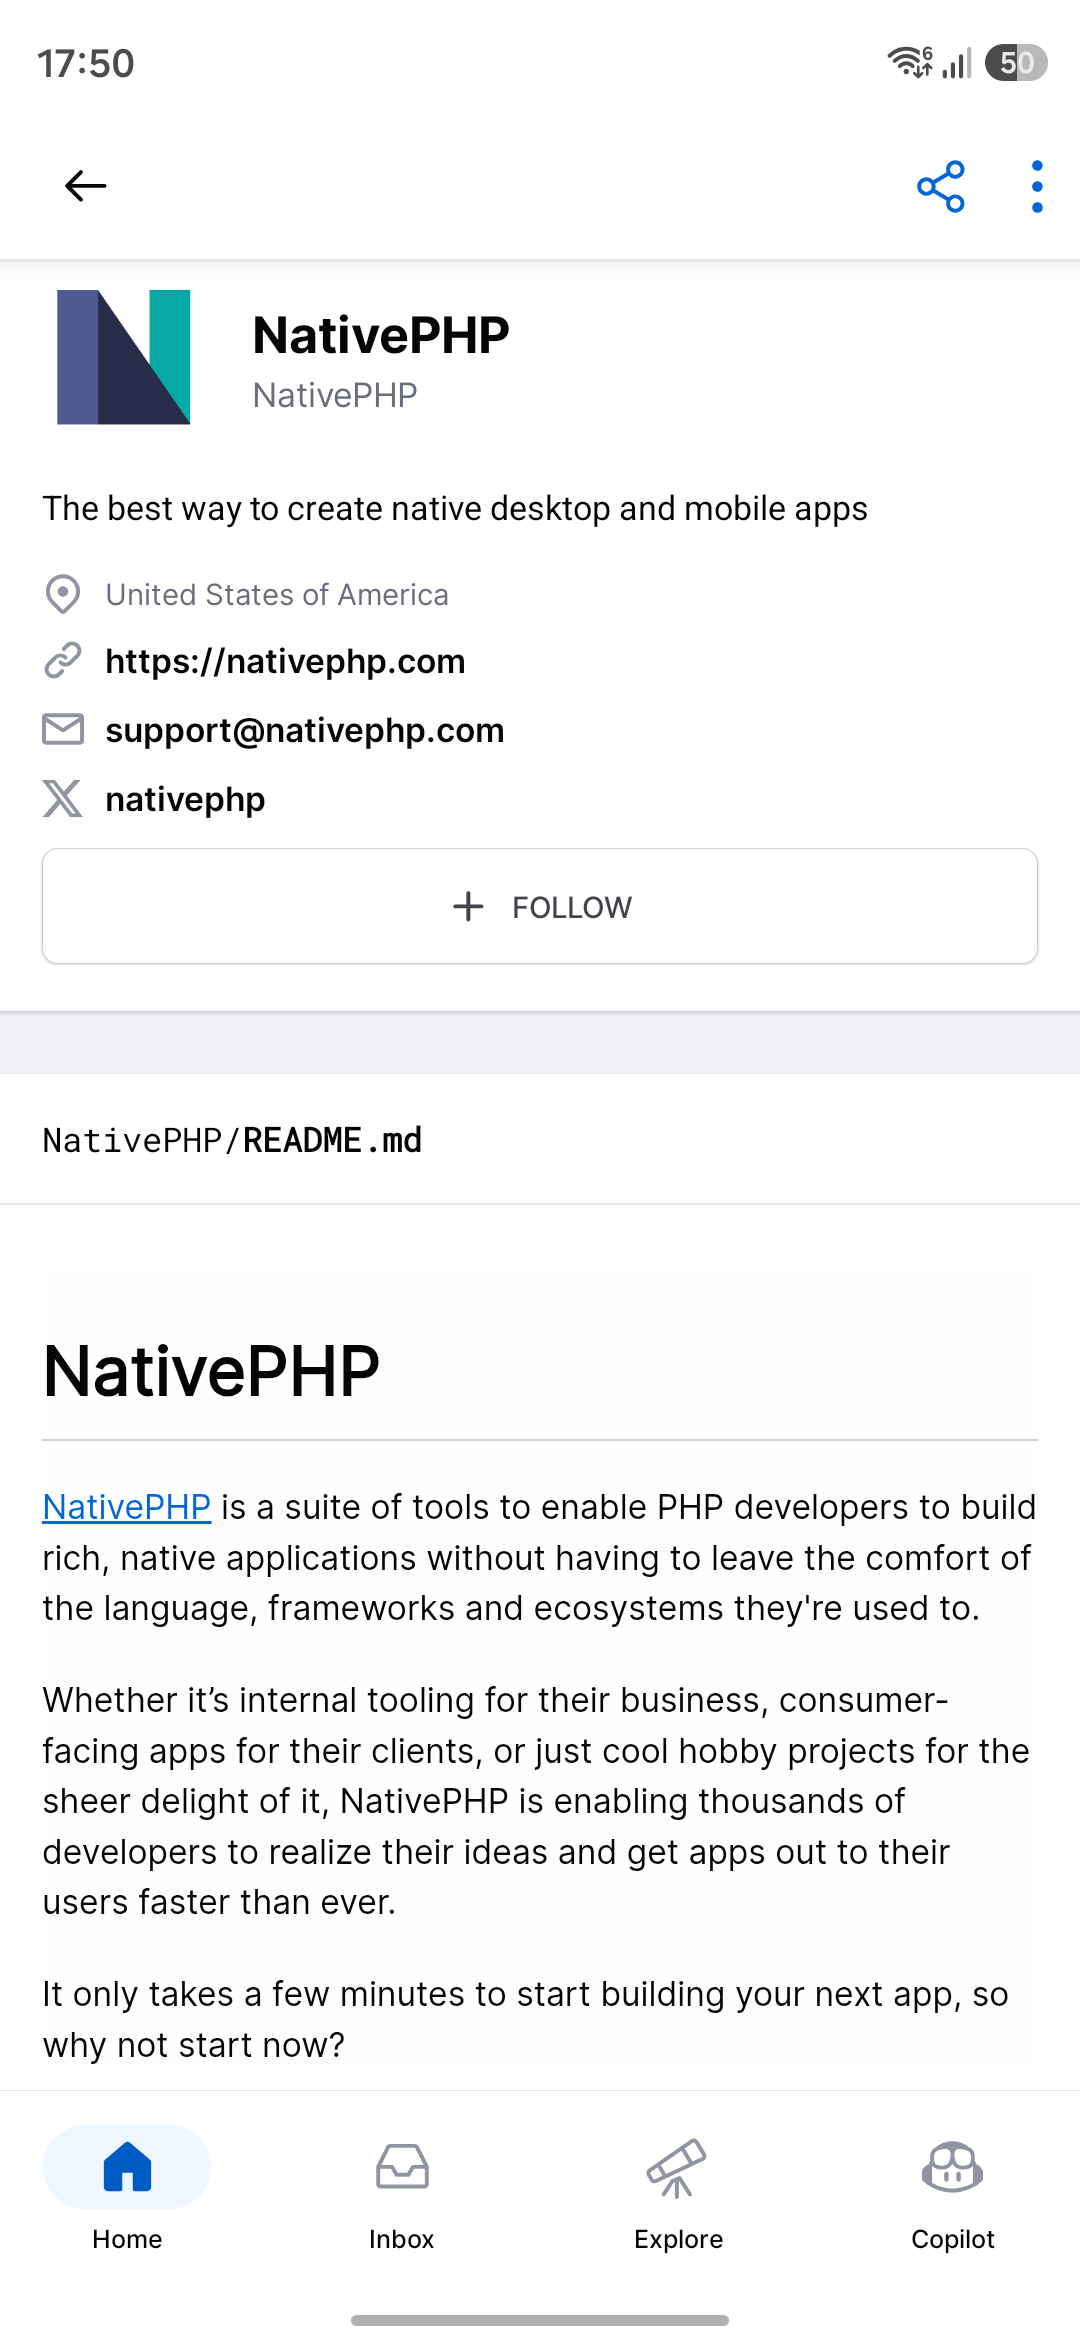 17:50
6
50
NativePHP
NativePHP
The best way to create native desktop and mobile apps
United States of America
https://nativephp.com
support@nativephp.com
nativephp
FOLLOW
NativePHP/README.md
NativePHP
NativePHP is a suite of tools to enable PHP developers to build
rich, native applications without having to leave the comfort of
the language, frameworks and ecosystems they're used to.
Whether it’s internal tooling for their business, consumer-
facing apps for their clients, or just cool hobby projects for the
sheer delight of it, NativePHP is enabling thousands of
developers to realize their ideas and get apps out to their
users faster than ever.
It only takes a few minutes to start building your next app, so
why not start now?
Home
Inbox
Explore
Copilot